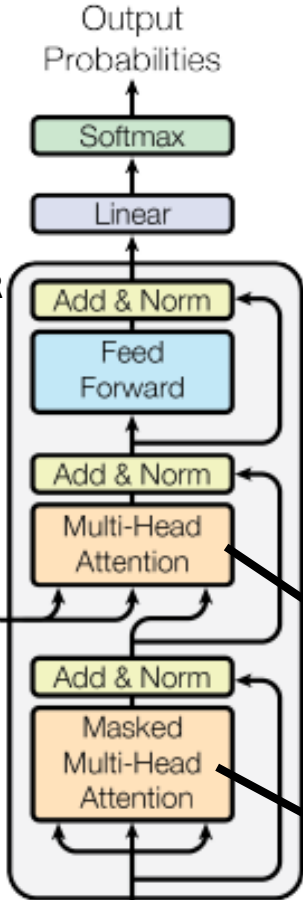 Output
Probabilities
Softmax
Linear
R
Add & Norm
Feed
Forward
Add & Norm
Multi-Head
Attention
Add & Norm
Masked
Multi-Head
Attention